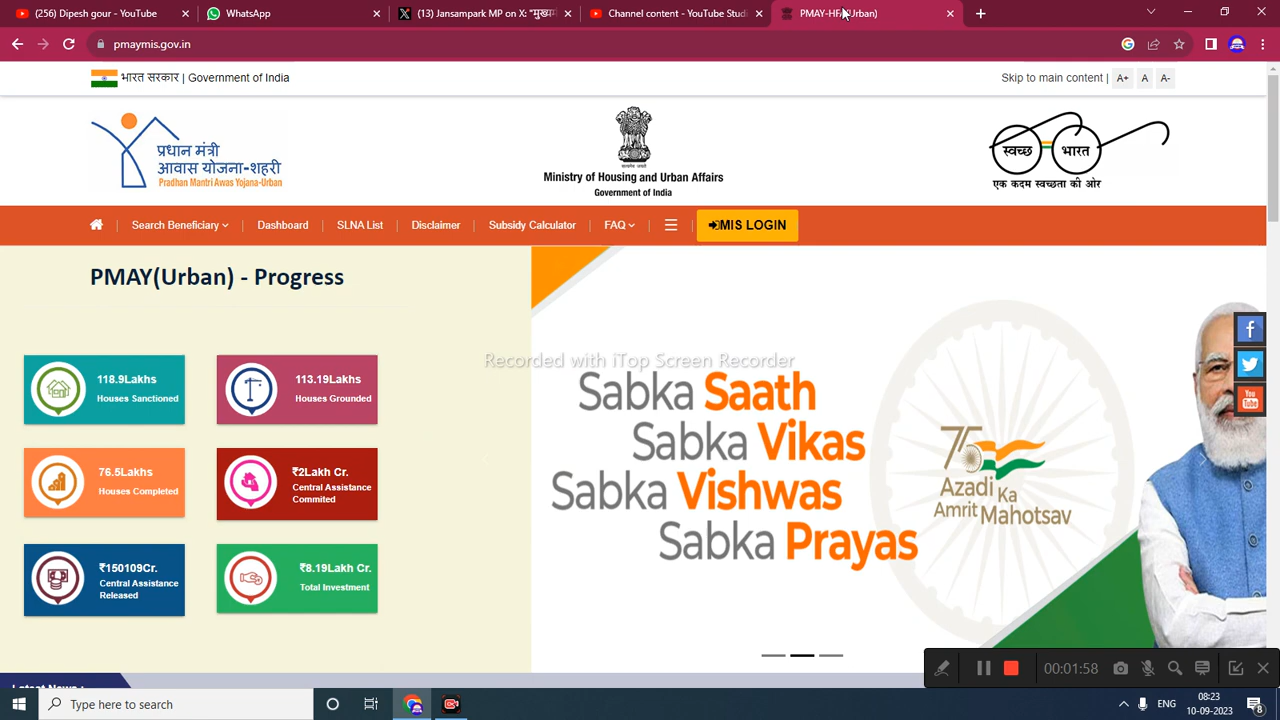 (256) Dipesh gour - YouTube
WhatsApp
(13) Jansampark MP on X: "मुख्यम
Channel content - YouTube Studi
PMAY-HFA(Urban)
pmaymis.gov.in
भारत सरकार | Government of India
Skip to main content |
A+
A
A-
प्रधान मंत्री
आवास योजना-शहरी
Pradhan Mantri Awas Yojana-Urban
Ministry of Housing and Urban Affairs
Government of India
स्वच्छ भारत
एक कदम स्वच्छता की ओर
Search Beneficiary
Dashboard
SLNA List
Disclaimer
Subsidy Calculator
FAQ
MIS LOGIN
PMAY(Urban) - Progress
118.9Lakhs
Houses Sanctioned
113.19Lakhs
Houses Grounded
76.5Lakhs
Houses Completed
₹2Lakh Cr.
Central Assistance
Commited
₹150109Cr.
Central Assistance
Released
₹8.19Lakh Cr.
Total Investment
Recorded with iTop Screen Recorder
Sabka Saath
Sabka Vikas
Sabka Vishwas
Sabka Prayas
75
Azadi Ka
Amrit Mahotsav
You
Tube
00:01:58
Type here to search
ENG
08:23
10-09-2023
8